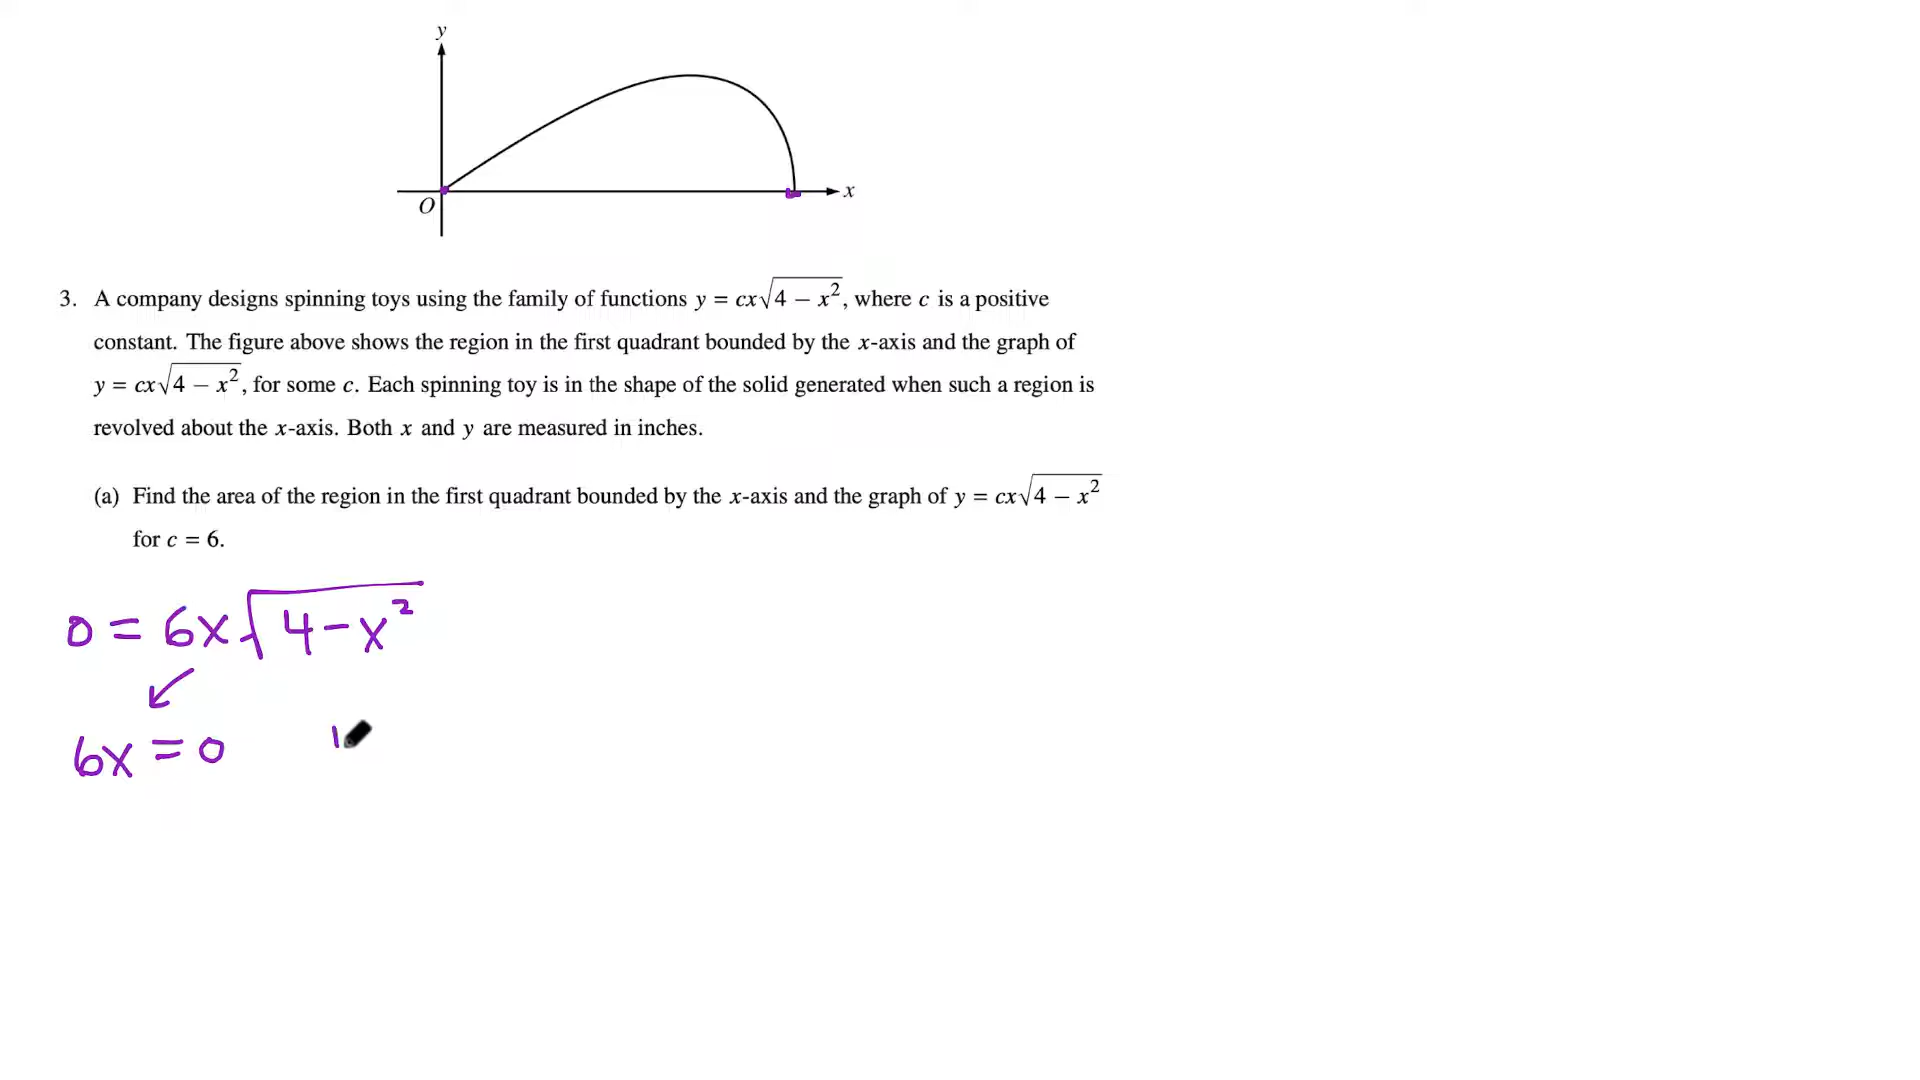 y
x
O
3. A company designs spinning toys using the family of functions y = cx√(4 − x²), where c is a positive
constant. The figure above shows the region in the first quadrant bounded by the x-axis and the graph of
y = cx√(4 − x²), for some c. Each spinning toy is in the shape of the solid generated when such a region is
revolved about the x-axis. Both x and y are measured in inches.
(a) Find the area of the region in the first quadrant bounded by the x-axis and the graph of y = cx√(4 − x²)
for c = 6.
0 = 6x√(4−x²)
6x = 0